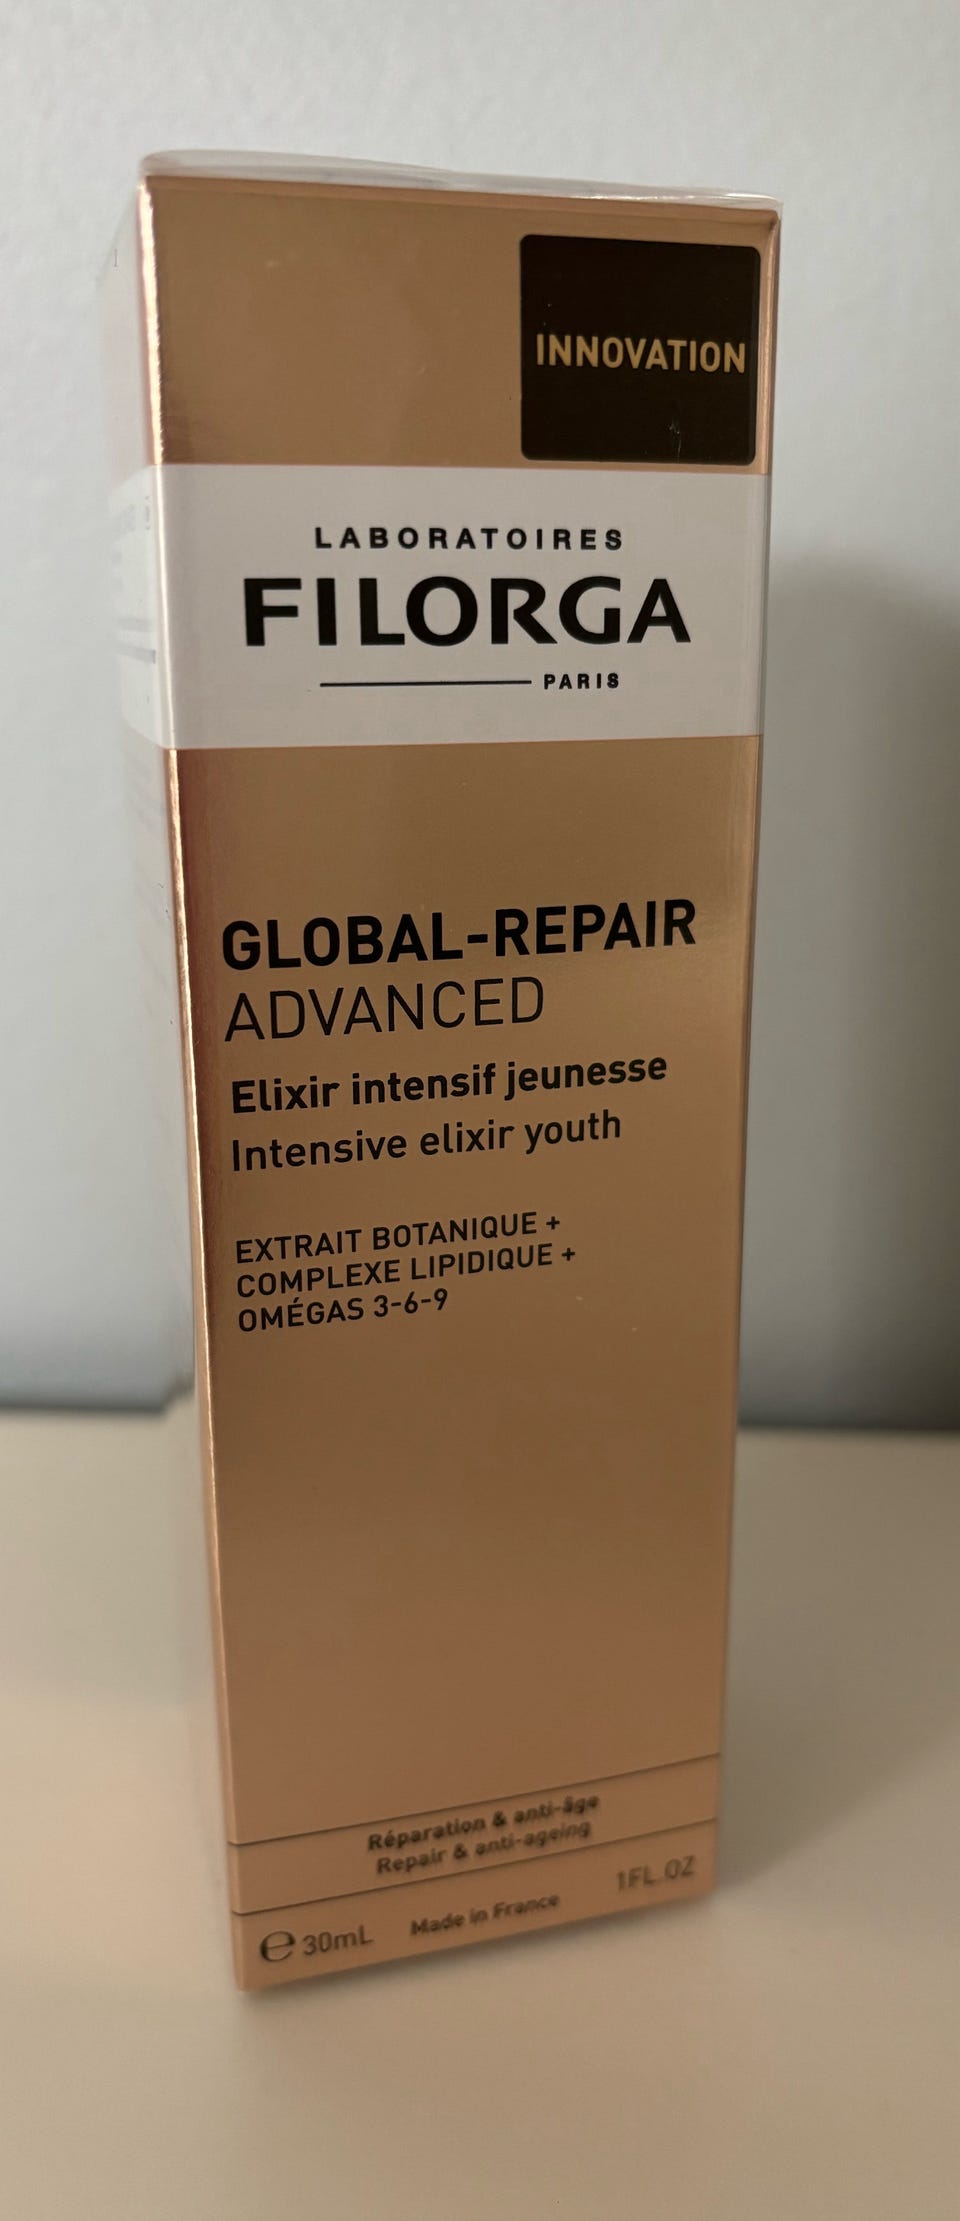 INNOVATION
LABORATOIRES
FILORGA
PARIS
GLOBAL-REPAIR
ADVANCED
Elixir intensif jeunesse
Intensive elixir youth
EXTRAIT BOTANIQUE +
COMPLEXE LIPIDIQUE +
OMÉGAS 3-6-9
Réparation & anti-âge
Repair & anti-ageing
℮ 30mL Made in France 1FL.OZ